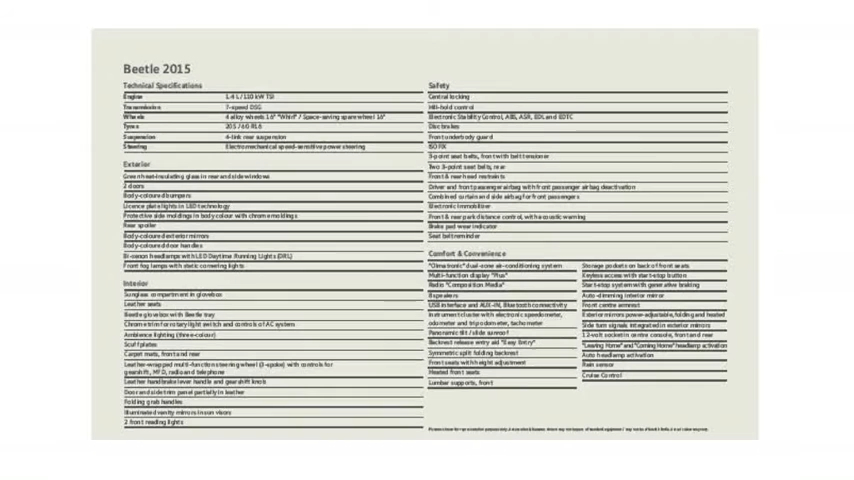 Beetle 2015
Technical Specifications
Engine 1.4 L / 110 kW TSI
Transmission 7-speed DSG
Wheels 4 alloy wheels 16" "Whirl" / Space-saving spare wheel 16"
Tyres 205 / 60 R16
Suspension 4-link rear suspension
Steering Electromechanical speed-sensitive power steering
Exterior
Green heat-insulating glass in rear and side windows
2 doors
Body-coloured bumpers
Licence plate lights in LED technology
Protective side moldings in body colour with chrome moldings
Rear spoiler
Body-coloured exterior mirrors
Body-coloured door handles
Bi-xenon headlamps with LED Daytime Running Lights (DRL)
Front fog lamps with static cornering lights
Interior
Sunglass compartment in glovebox
Leather seats
Beetle glovebox with Beetle tray
Chrome trim for rotary light switch and controls of AC system
Ambience lighting (three-colour)
Scuff plates
Carpet mats, front and rear
Leather-wrapped multi-function steering wheel (3-spoke) with controls for
gearshift, MFD, radio and telephone
Leather handbrake lever handle and gearshift knob
Door and side trim panel partially in leather
Folding grab handles
Illuminated vanity mirrors in sun visors
2 front reading lights
Safety
Central locking
Hill-hold control
Electronic Stability Control, ABS, ASR, EDL and EDTC
Disc brakes
Front underbody guard
ISOFIX
3-point seat belts, front with belt tensioner
Two 3-point seat belts, rear
Front & rear head restraints
Driver and front passenger airbag with front passenger airbag deactivation
Combined curtain and side airbag for front passengers
Electronic Immobiliser
Front & rear park distance control, with acoustic warning
Brake pad wear indicator
Seat belt reminder
Comfort & Convenience
"Climatronic" dual-zone air-conditioning system
Multi-function display "Plus"
Radio "Composition Media"
8 speakers
USB interface and AUX-IN, Bluetooth connectivity
Instrument cluster with electronic speedometer,
odometer and trip odometer, tachometer
Panoramic tilt / slide sunroof
Backrest release entry aid "Easy Entry"
Symmetric split folding backrest
Front seats with height adjustment
Heated front seats
Lumbar supports, front
Storage pockets on back of front seats
Keyless access with start-stop button
Start-stop system with generative braking
Auto-dimming interior mirror
Front centre armrest
Exterior mirrors power-adjustable, folding and heated
Side turn signals integrated in exterior mirrors
12-volt socket in centre console, front and rear
"Leaving Home" and "Coming Home" headlamp activation
Auto headlamp activation
Rain sensor
Cruise Control